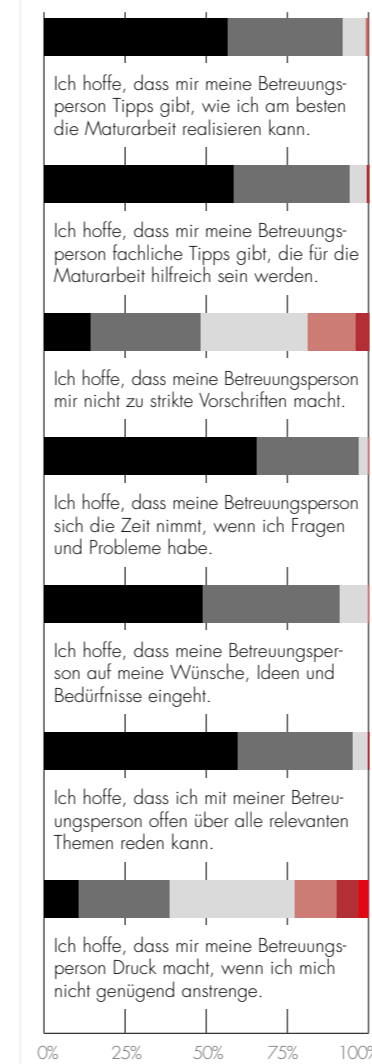 Ich hoffe, dass mir meine Betreuungs-
person Tipps gibt, wie ich am besten
die Maturarbeit realisieren kann.
Ich hoffe, dass mir meine Betreuungs-
person fachliche Tipps gibt, die für die
Maturarbeit hilfreich sein werden.
Ich hoffe, dass meine Betreuungsperson
mir nicht zu strikte Vorschriften macht.
Ich hoffe, dass meine Betreuungsperson
sich die Zeit nimmt, wenn ich Fragen
und Probleme habe.
Ich hoffe, dass meine Betreuungsper-
son auf meine Wünsche, Ideen und
Bedürfnisse eingeht.
Ich hoffe, dass ich mit meiner Betreu-
ungsperson offen über alle relevanten
Themen reden kann.
Ich hoffe, dass mir meine Betreuungs-
person Druck macht, wenn ich mich
nicht genügend anstrenge.
0% 25% 50% 75% 100%